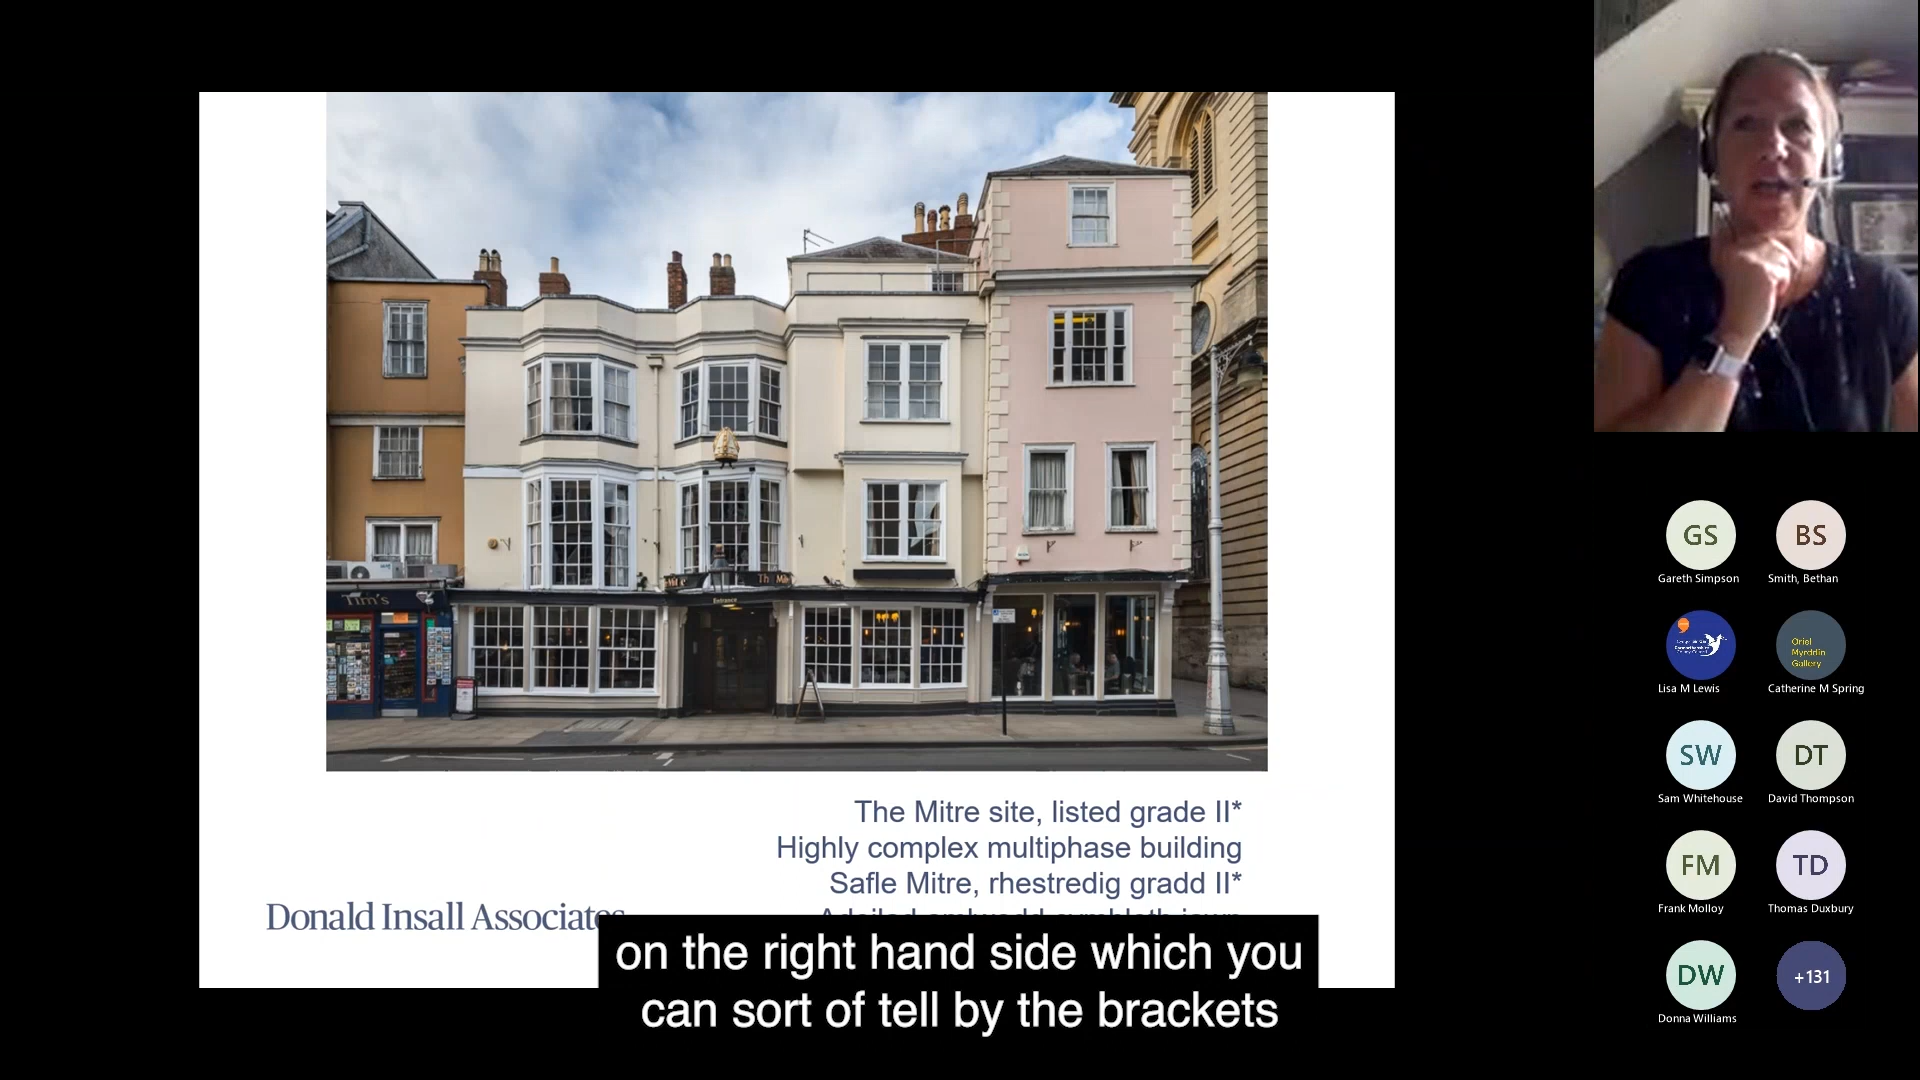 Tim's
The Mi
Entrance
The Mitre site, listed grade II*
Highly complex multiphase building
Safle Mitre, rhestredig gradd II*
Donald Insall Associates
on the right hand side which you
can sort of tell by the brackets
GS
Gareth Simpson
BS
Smith, Bethan
Lisa M Lewis
Oriel
Myrddin
Gallery
Catherine M Spring
SW
Sam Whitehouse
DT
David Thompson
FM
Frank Molloy
TD
Thomas Duxbury
DW
Donna Williams
+131